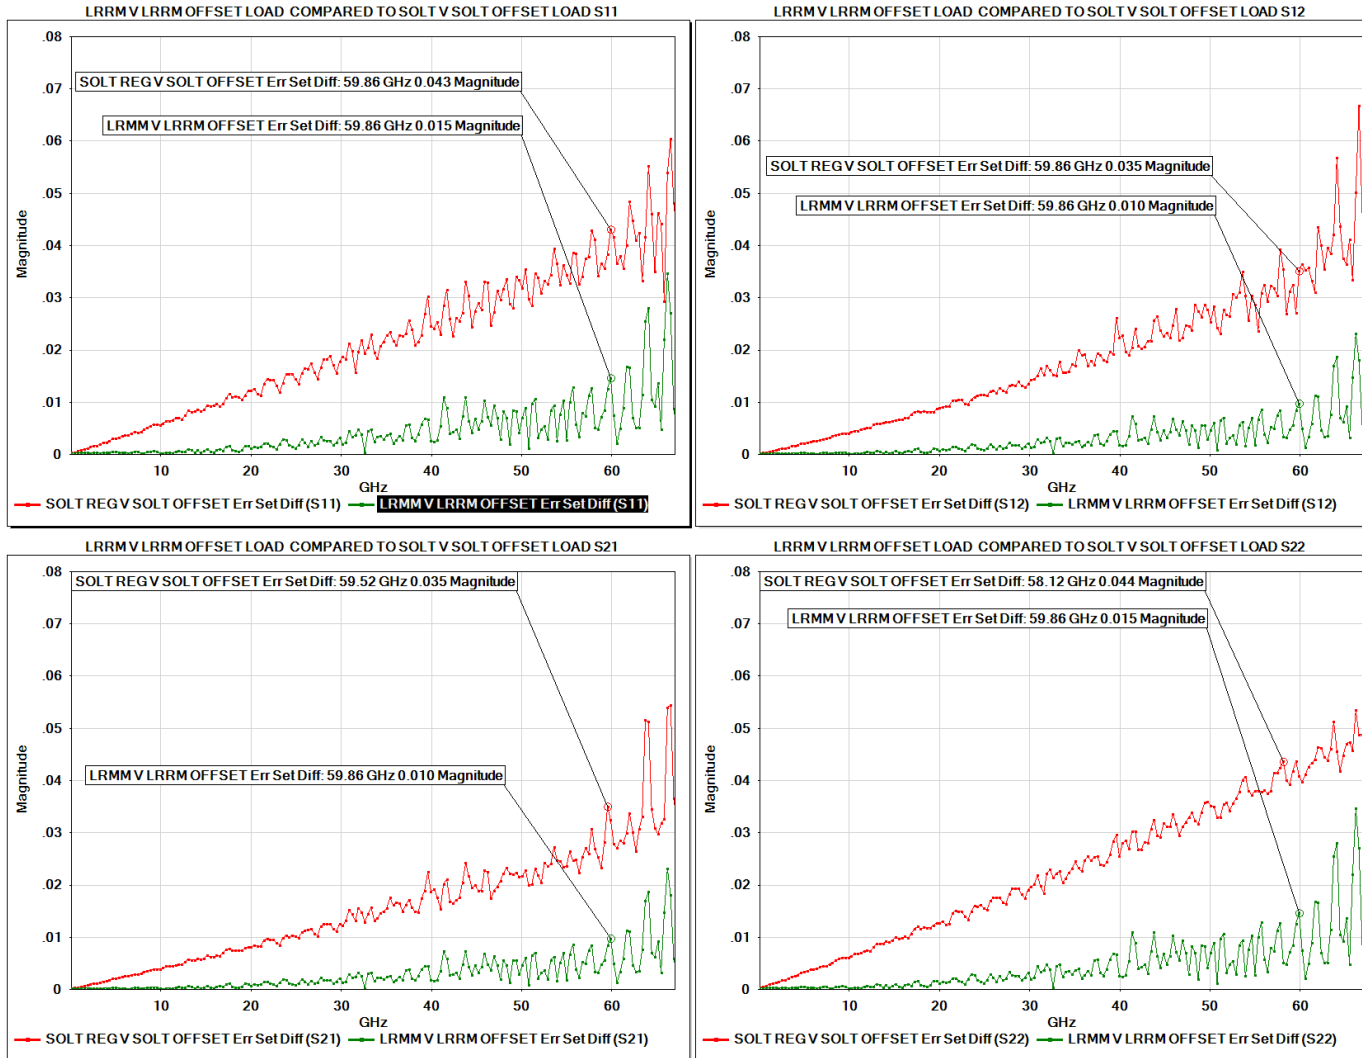 LRRM V LRRM OFFSET LOAD COMPARED TO SOLT V SOLT OFFSET LOAD S11
.08
.07
.06
.05
.04
.03
.02
.01
0
Magnitude
SOLT REG V SOLT OFFSET Err Set Diff: 59.86 GHz 0.043 Magnitude
LRMM V LRRM OFFSET Err Set Diff: 59.86 GHz 0.015 Magnitude
10 20 30 40 50 60
GHz
SOLT REG V SOLT OFFSET Err Set Diff (S11) LRMM V LRRM OFFSET Err Set Diff (S11)
LRRM V LRRM OFFSET LOAD COMPARED TO SOLT V SOLT OFFSET LOAD S12
.08
.07
.06
.05
.04
.03
.02
.01
0
Magnitude
SOLT REG V SOLT OFFSET Err Set Diff: 59.86 GHz 0.035 Magnitude
LRMM V LRRM OFFSET Err Set Diff: 59.86 GHz 0.010 Magnitude
10 20 30 40 50 60
GHz
SOLT REG V SOLT OFFSET Err Set Diff (S12) LRMM V LRRM OFFSET Err Set Diff (S12)
LRRM V LRRM OFFSET LOAD COMPARED TO SOLT V SOLT OFFSET LOAD S21
.08
.07
.06
.05
.04
.03
.02
.01
0
Magnitude
SOLT REG V SOLT OFFSET Err Set Diff: 59.52 GHz 0.035 Magnitude
LRMM V LRRM OFFSET Err Set Diff: 59.86 GHz 0.010 Magnitude
10 20 30 40 50 60
GHz
SOLT REG V SOLT OFFSET Err Set Diff (S21) LRMM V LRRM OFFSET Err Set Diff (S21)
LRRM V LRRM OFFSET LOAD COMPARED TO SOLT V SOLT OFFSET LOAD S22
.08
.07
.06
.05
.04
.03
.02
.01
0
Magnitude
SOLT REG V SOLT OFFSET Err Set Diff: 58.12 GHz 0.044 Magnitude
LRMM V LRRM OFFSET Err Set Diff: 59.86 GHz 0.015 Magnitude
10 20 30 40 50 60
GHz
SOLT REG V SOLT OFFSET Err Set Diff (S22) LRMM V LRRM OFFSET Err Set Diff (S22)